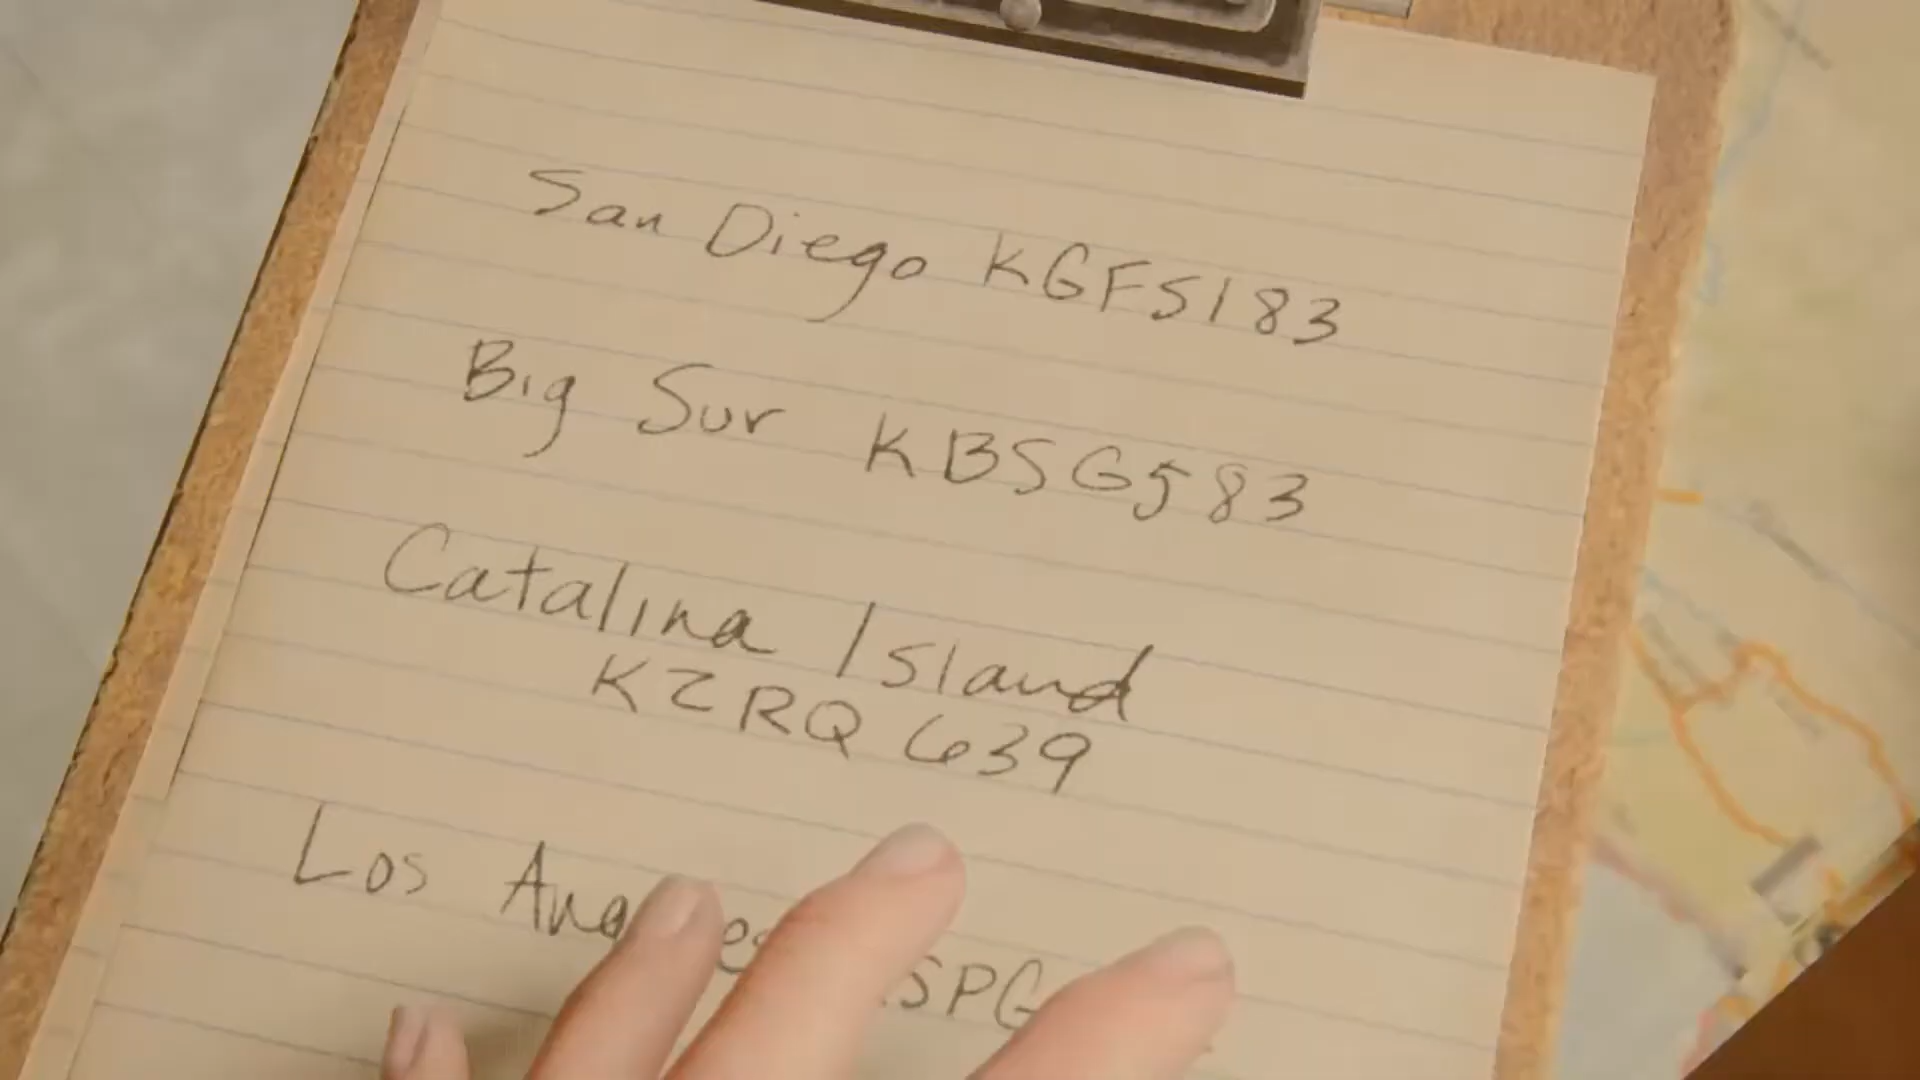 San Diego KGFS183
Big Sur KBSG583
Catalina Island
KZRQ639
Los